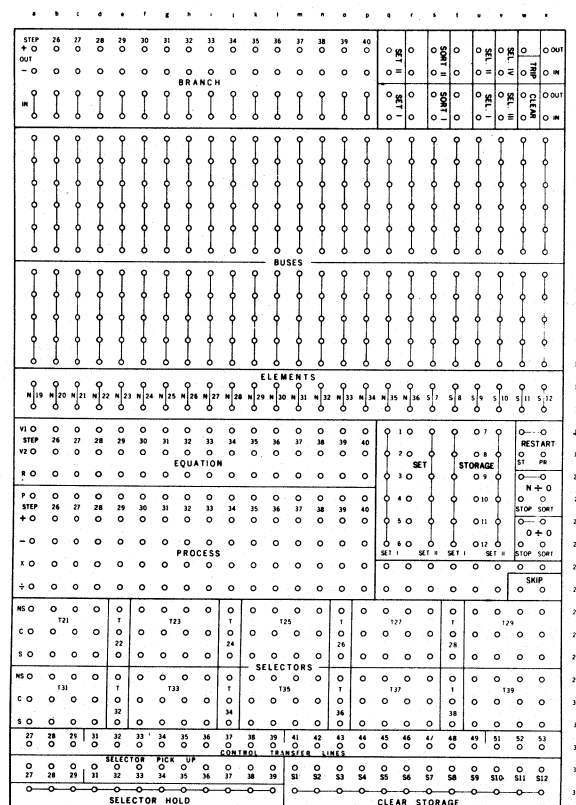 a b c d e f g h i j k l m n o p q r s t u v w x
STEP 26 27 28 29 30 31 32 33 34 35 36 37 38 39 40
+
OUT
-
BRANCH
IN
SET II SORT II SEL. II SEL. IV TRIP OUT IN
SET I SORT I SEL. I SEL. III CLEAR OUT IN
BUSES
ELEMENTS
N 19 N 20 N 21 N 22 N 23 N 24 N 25 N 26 N 27 N 28 N 29 N 30 N 31 N 32 N 33 N 34 N 35 N 36 S 7 S 8 S 9 S 10 S 11 S 12
V1
STEP 26 27 28 29 30 31 32 33 34 35 36 37 38 39 40
V2
EQUATION
R
P
STEP 26 27 28 29 30 31 32 33 34 35 36 37 38 39 40
+
-
PROCESS
X
÷
1 7
2 8
SET STORAGE
3 9
4 10
5 11
6 12
SET I SET II SET I SET II
RESTART
ST PR
N ÷ 0
STOP SORT
0 ÷ 0
STOP SORT
SKIP
NS
T21 T T23 T T25 T T27 T T29
C
22 24 26 28
S
SELECTORS
NS
T31 T T33 T T35 T T37 T T39
C
32 34 36 38
S
27 28 29 31 32 33 34 35 36 37 38 39 41 42 43 44 45 46 47 48 49 51 52 53
CONTROL TRANSFER LINES
SELECTOR PICK UP
27 28 29 31 32 33 34 35 36 37 38 39 S1 S2 S3 S4 S5 S6 S7 S8 S9 S10 S11 S12
SELECTOR HOLD CLEAR STORAGE